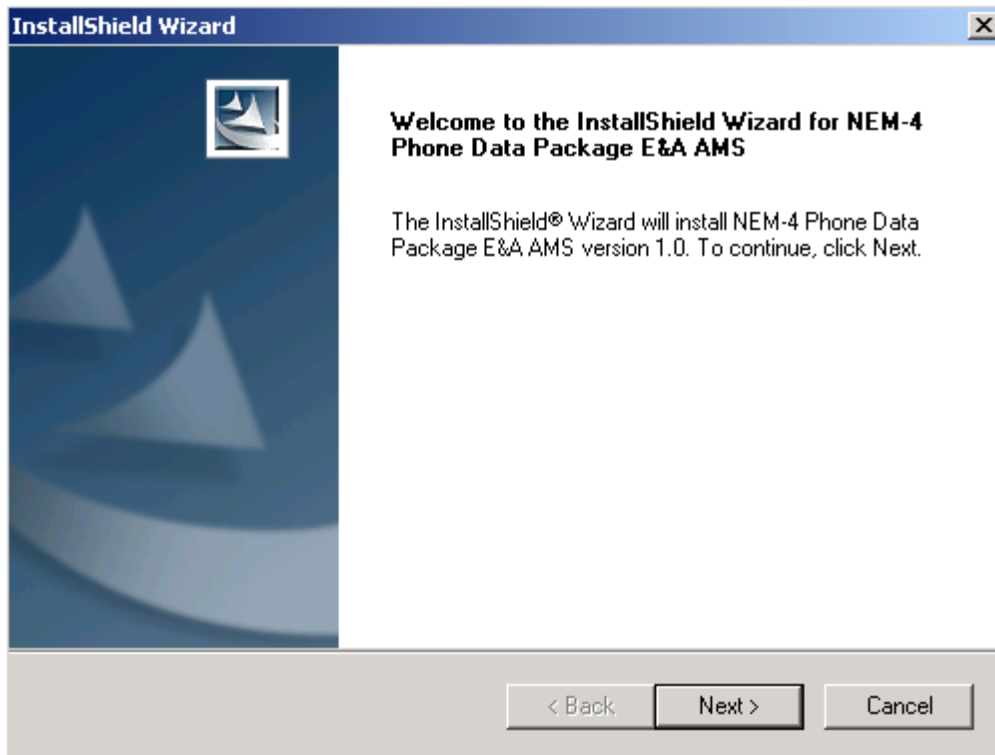 InstallShield Wizard
Welcome to the InstallShield Wizard for NEM-4
Phone Data Package E&A AMS
The InstallShield® Wizard will install NEM-4 Phone Data
Package E&A AMS version 1.0. To continue, click Next.
< Back
Next >
Cancel